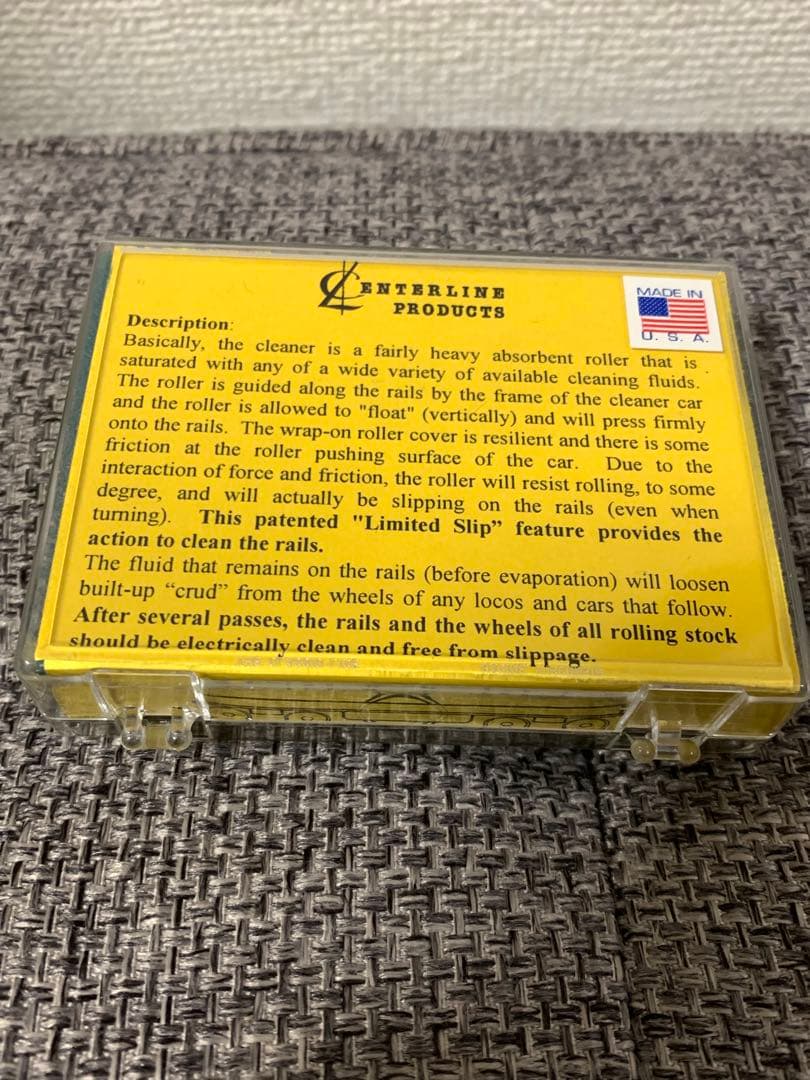 CENTERLINE
PRODUCTS
MADE IN
U. S. A.
Description:
Basically, the cleaner is a fairly heavy absorbent roller that is
saturated with any of a wide variety of available cleaning fluids.
The roller is guided along the rails by the frame of the cleaner car
and the roller is allowed to "float" (vertically) and will press firmly
onto the rails. The wrap-on roller cover is resilient and there is some
friction at the roller pushing surface of the car. Due to the
interaction of force and friction, the roller will resist rolling, to some
degree, and will actually be slipping on the rails (even when
turning). This patented "Limited Slip” feature provides the
action to clean the rails.
The fluid that remains on the rails (before evaporation) will loosen
built-up “crud” from the wheels of any locos and cars that follow.
After several passes, the rails and the wheels of all rolling stock
should be electrically clean and free from slippage.